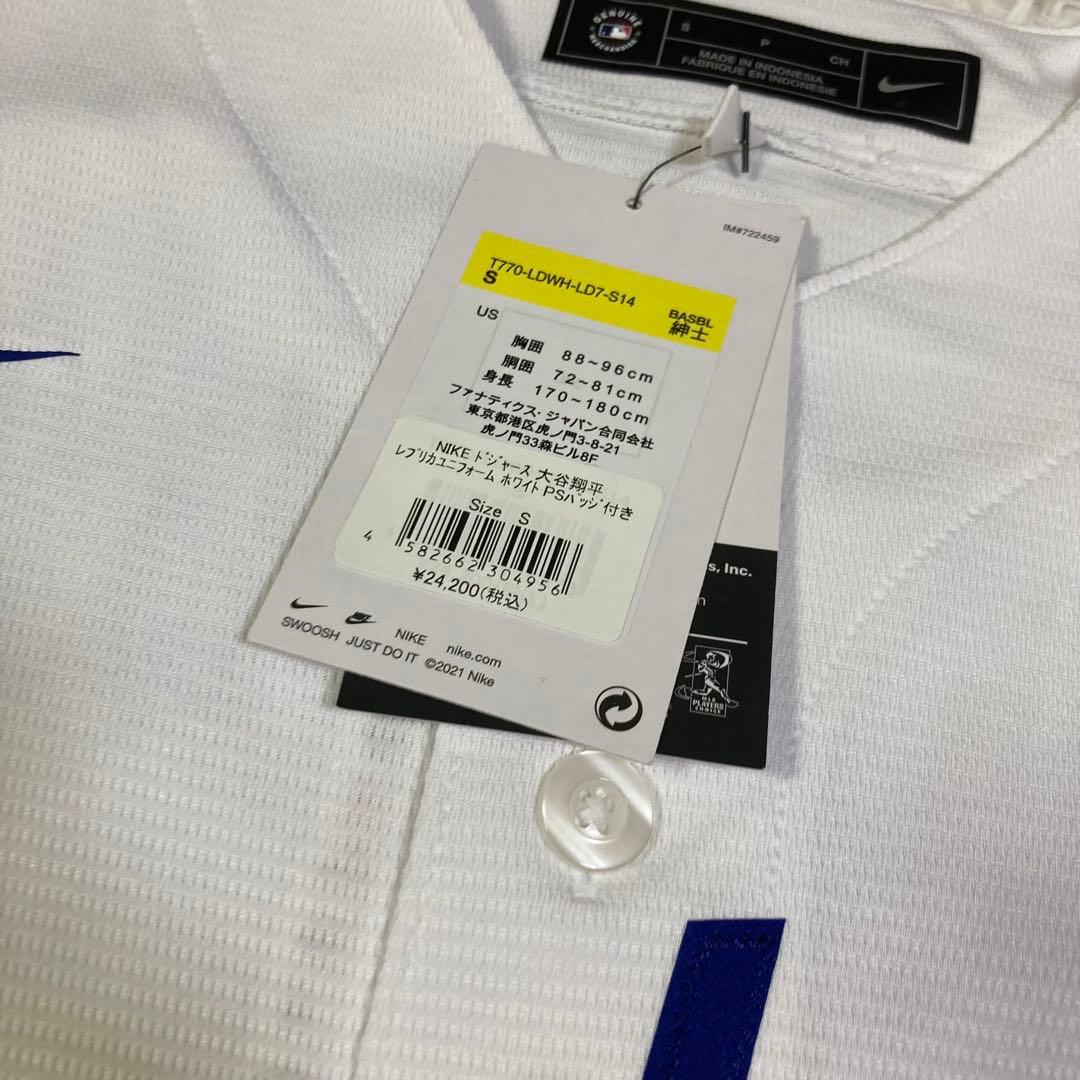 GENUINE
MERCHANDISE
S P CH
MADE IN INDONESIA
FABRIQUÉ EN INDONÉSIE
IM#722459
T770-LDWH-LD7-S14
S
BASBL
紳士
US
胸囲 88~96cm
胴囲 72~81cm
身長 170~180cm
ファナティクス・ジャパン合同会社
東京都港区虎ノ門3-8-21
虎ノ門33森ビル8F
NIKE ドジャース 大谷翔平
レプリカユニフォーム ホワイト PSバッジ付き
Size S
4 582662 304956
¥24,200(税込)
NIKE nike.com
SWOOSH JUST DO IT ©2021 Nike
s, Inc.
n
MLB
PLAYERS
CHOICE